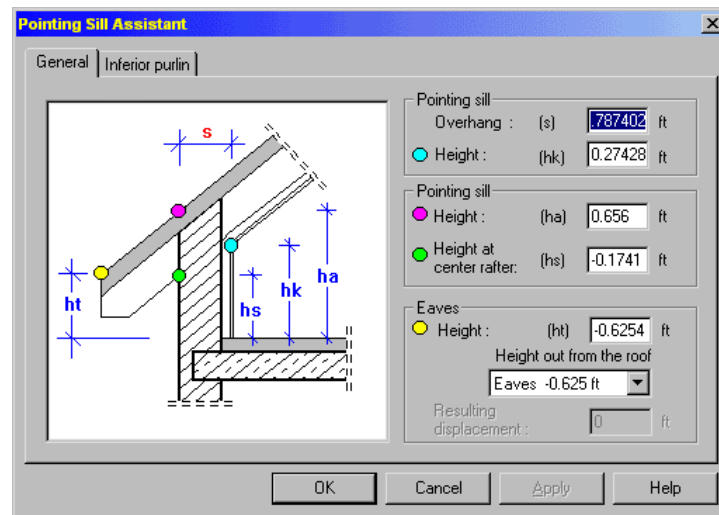 Pointing Sill Assistant
General
Inferior purlin
s
ht
hs
hk
ha
Pointing sill
Overhang : (s) .787402 ft
Height : (hk) 0.27428 ft
Pointing sill
Height : (ha) 0.656 ft
Height at
center rafter: (hs) -0.1741 ft
Eaves
Height : (ht) -0.6254 ft
Height out from the roof
Eaves -0.625 ft
Resulting
displacement : 0 ft
OK
Cancel
Apply
Help